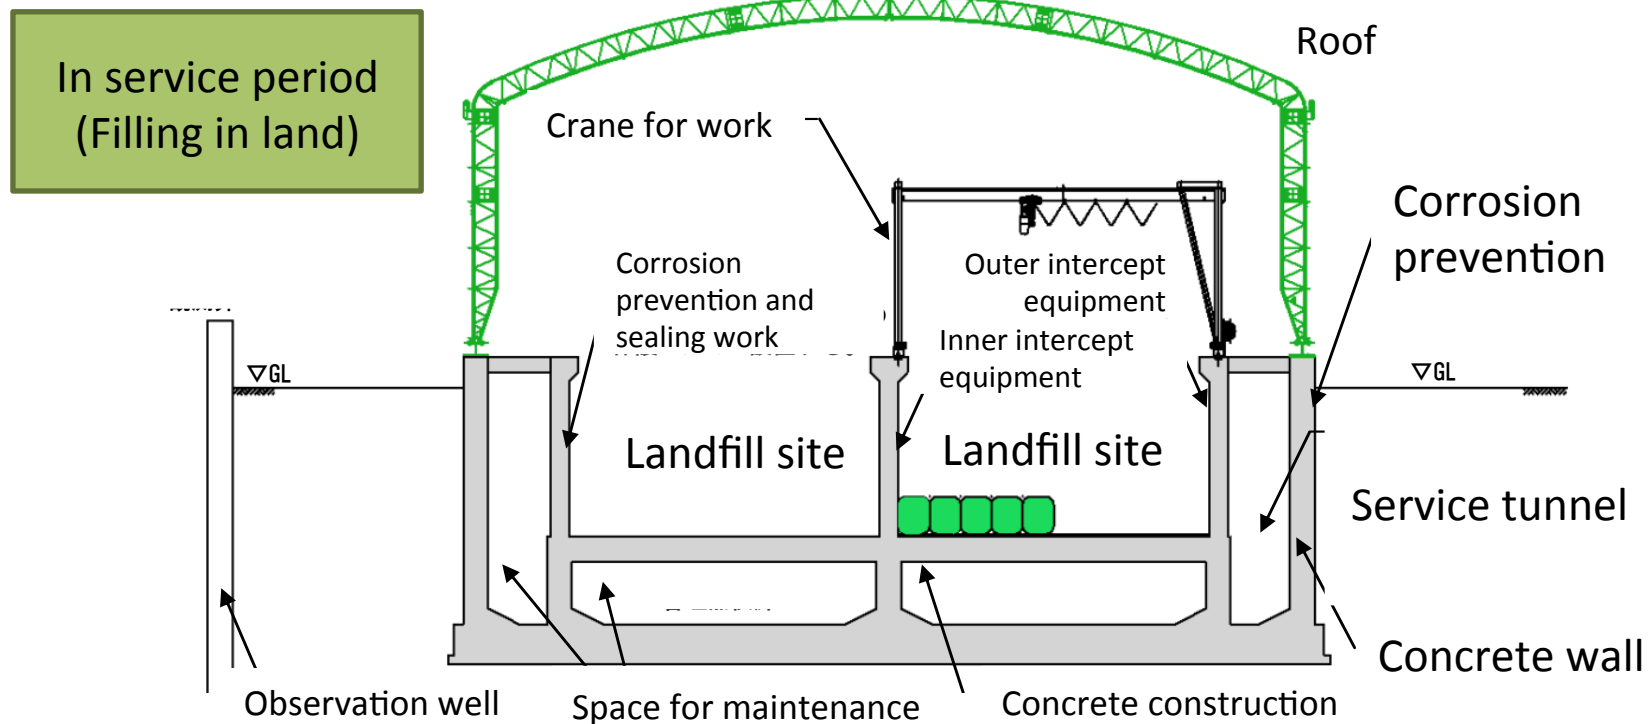 In service period
(Filling in land)
Roof
Crane for work
Corrosion
prevention
Corrosion
prevention and
sealing work
Outer intercept
equipment
Inner intercept
equipment
▽GL
▽GL
Landfill site
Landfill site
Service tunnel
Concrete wall
Observation well
Space for maintenance
Concrete construction